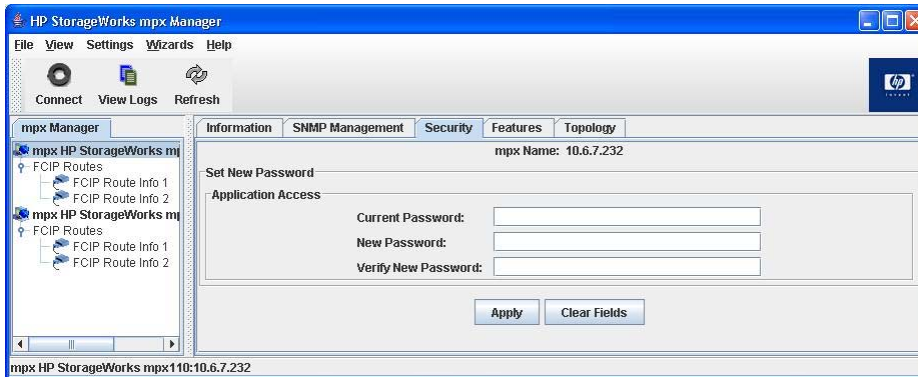 HP StorageWorks mpx Manager
File View Settings Wizards Help
Connect View Logs Refresh
hp
invent
mpx Manager
Information SNMP Management Security Features Topology
mpx HP StorageWorks
FCIP Routes
FCIP Route Info 1
FCIP Route Info 2
mpx HP StorageWorks
FCIP Routes
FCIP Route Info 1
FCIP Route Info 2
mpx Name: 10.6.7.232
Set New Password
Application Access
Current Password:
New Password:
Verify New Password:
Apply Clear Fields
mpx HP StorageWorks mpx110:10.6.7.232